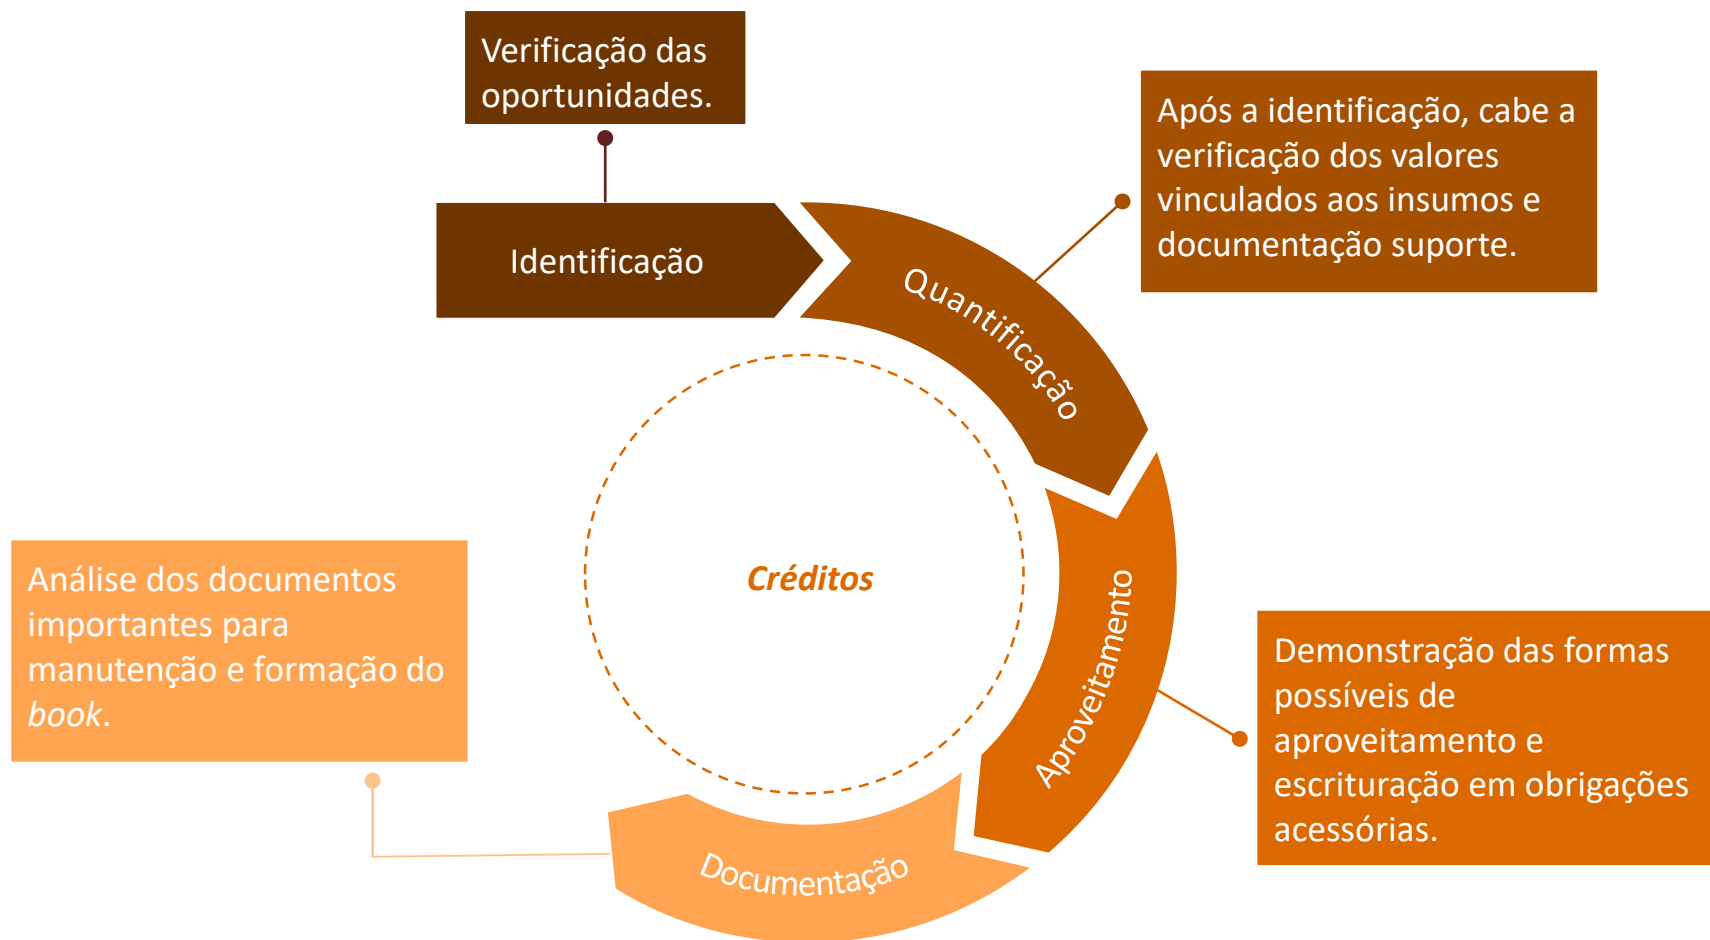 Verificação das
oportunidades.
Identificação
Após a identificação, cabe a
verificação dos valores
vinculados aos insumos e
documentação suporte.
Quantificação
Créditos
Aproveitamento
Demonstração das formas
possíveis de
aproveitamento e
escrituração em obrigações
acessórias.
Documentação
Análise dos documentos
importantes para
manutenção e formação do
book.